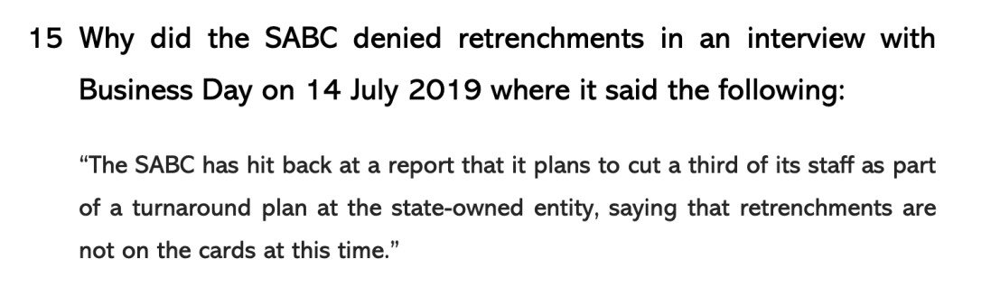 15 Why did the SABC denied retrenchments in an interview with
Business Day on 14 July 2019 where it said the following:
“The SABC has hit back at a report that it plans to cut a third of its staff as part
of a turnaround plan at the state-owned entity, saying that retrenchments are
not on the cards at this time.”